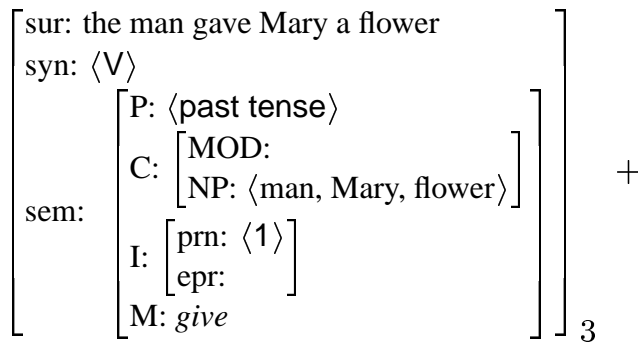 sur: the man gave Mary a flower
syn: ⟨V⟩
P: ⟨past tense⟩
C: MOD:
NP: ⟨man, Mary, flower⟩
+
sem:
I: prn: ⟨1⟩
epr:
M: give
3